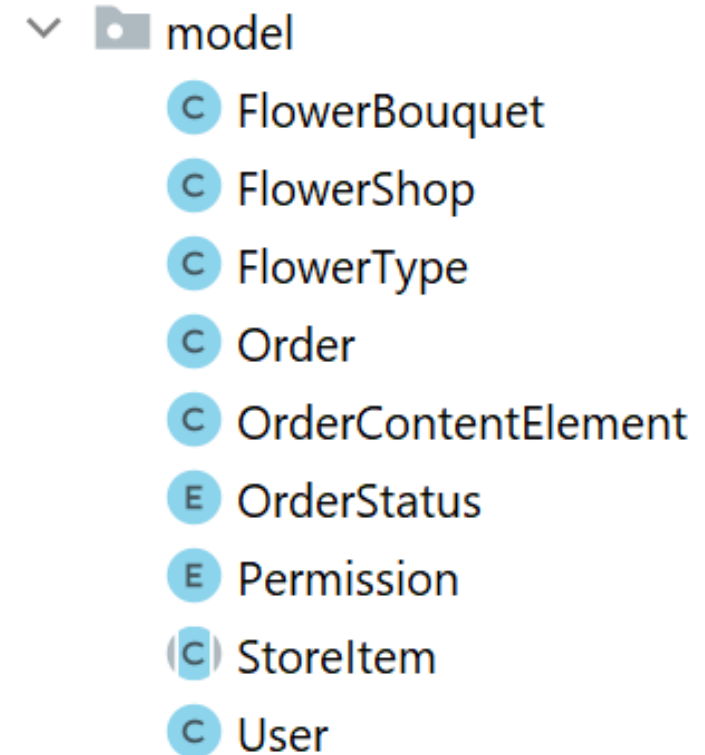 model
C FlowerBouquet
C FlowerShop
C FlowerType
C Order
C OrderContentElement
E OrderStatus
E Permission
C StoreItem
C User